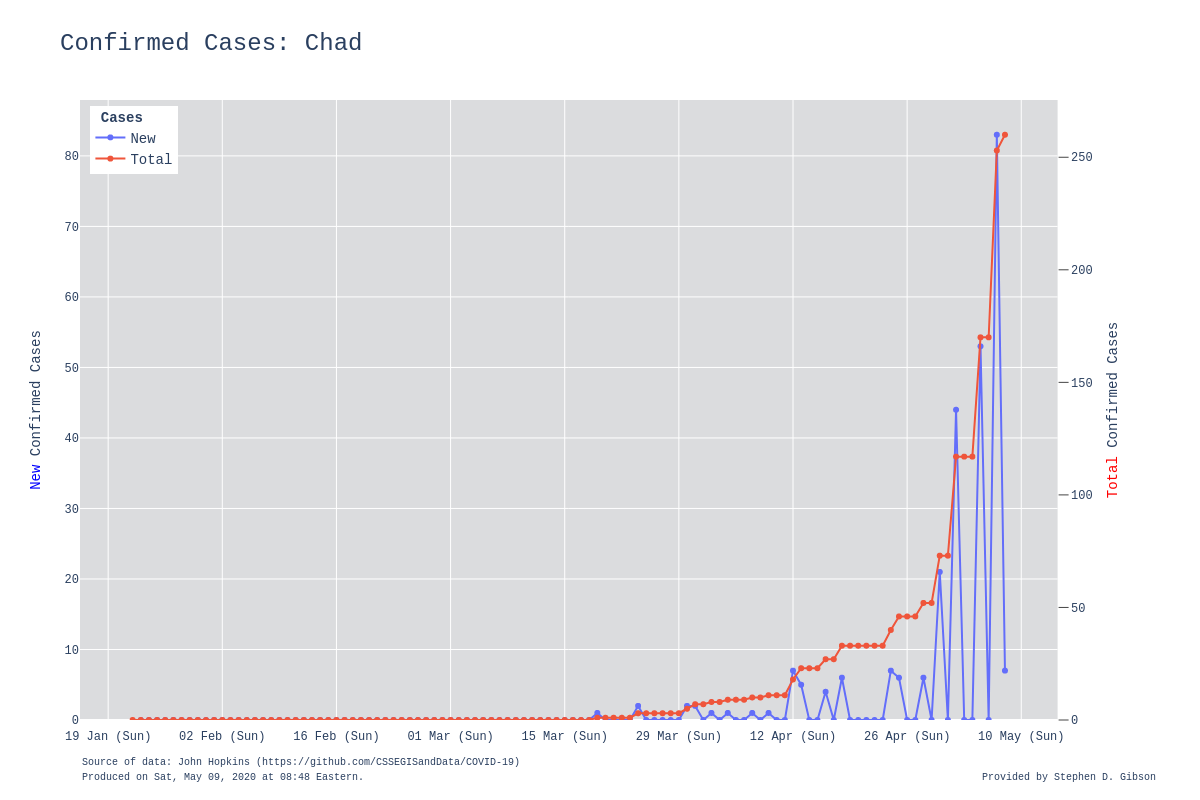 Confirmed Cases: Chad
Cases
New
Total
80
70
60
50
40
30
20
10
0
New Confirmed Cases
250
200
150
100
50
0
Total Confirmed Cases
19 Jan (Sun) 02 Feb (Sun) 16 Feb (Sun) 01 Mar (Sun) 15 Mar (Sun) 29 Mar (Sun) 12 Apr (Sun) 26 Apr (Sun) 10 May (Sun)
Source of data: John Hopkins (https://github.com/CSSEGISandData/COVID-19)
Produced on Sat, May 09, 2020 at 08:48 Eastern.
Provided by Stephen D. Gibson